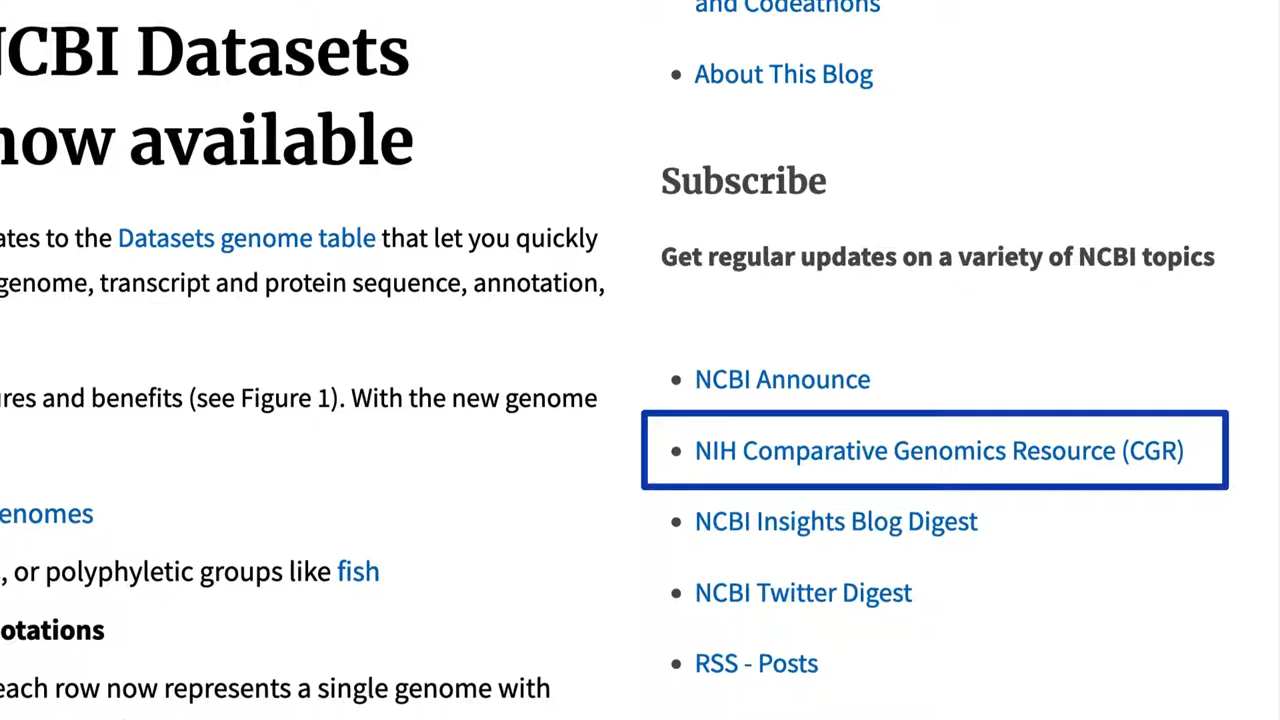 NCBI Datasets
now available
ates to the Datasets genome table that let you quickly
genome, transcript and protein sequence, annotation,
ures and benefits (see Figure 1). With the new genome
enomes
, or polyphyletic groups like fish
otations
each row now represents a single genome with
and Codeathons
• About This Blog
Subscribe
Get regular updates on a variety of NCBI topics
• NCBI Announce
• NIH Comparative Genomics Resource (CGR)
• NCBI Insights Blog Digest
• NCBI Twitter Digest
• RSS - Posts